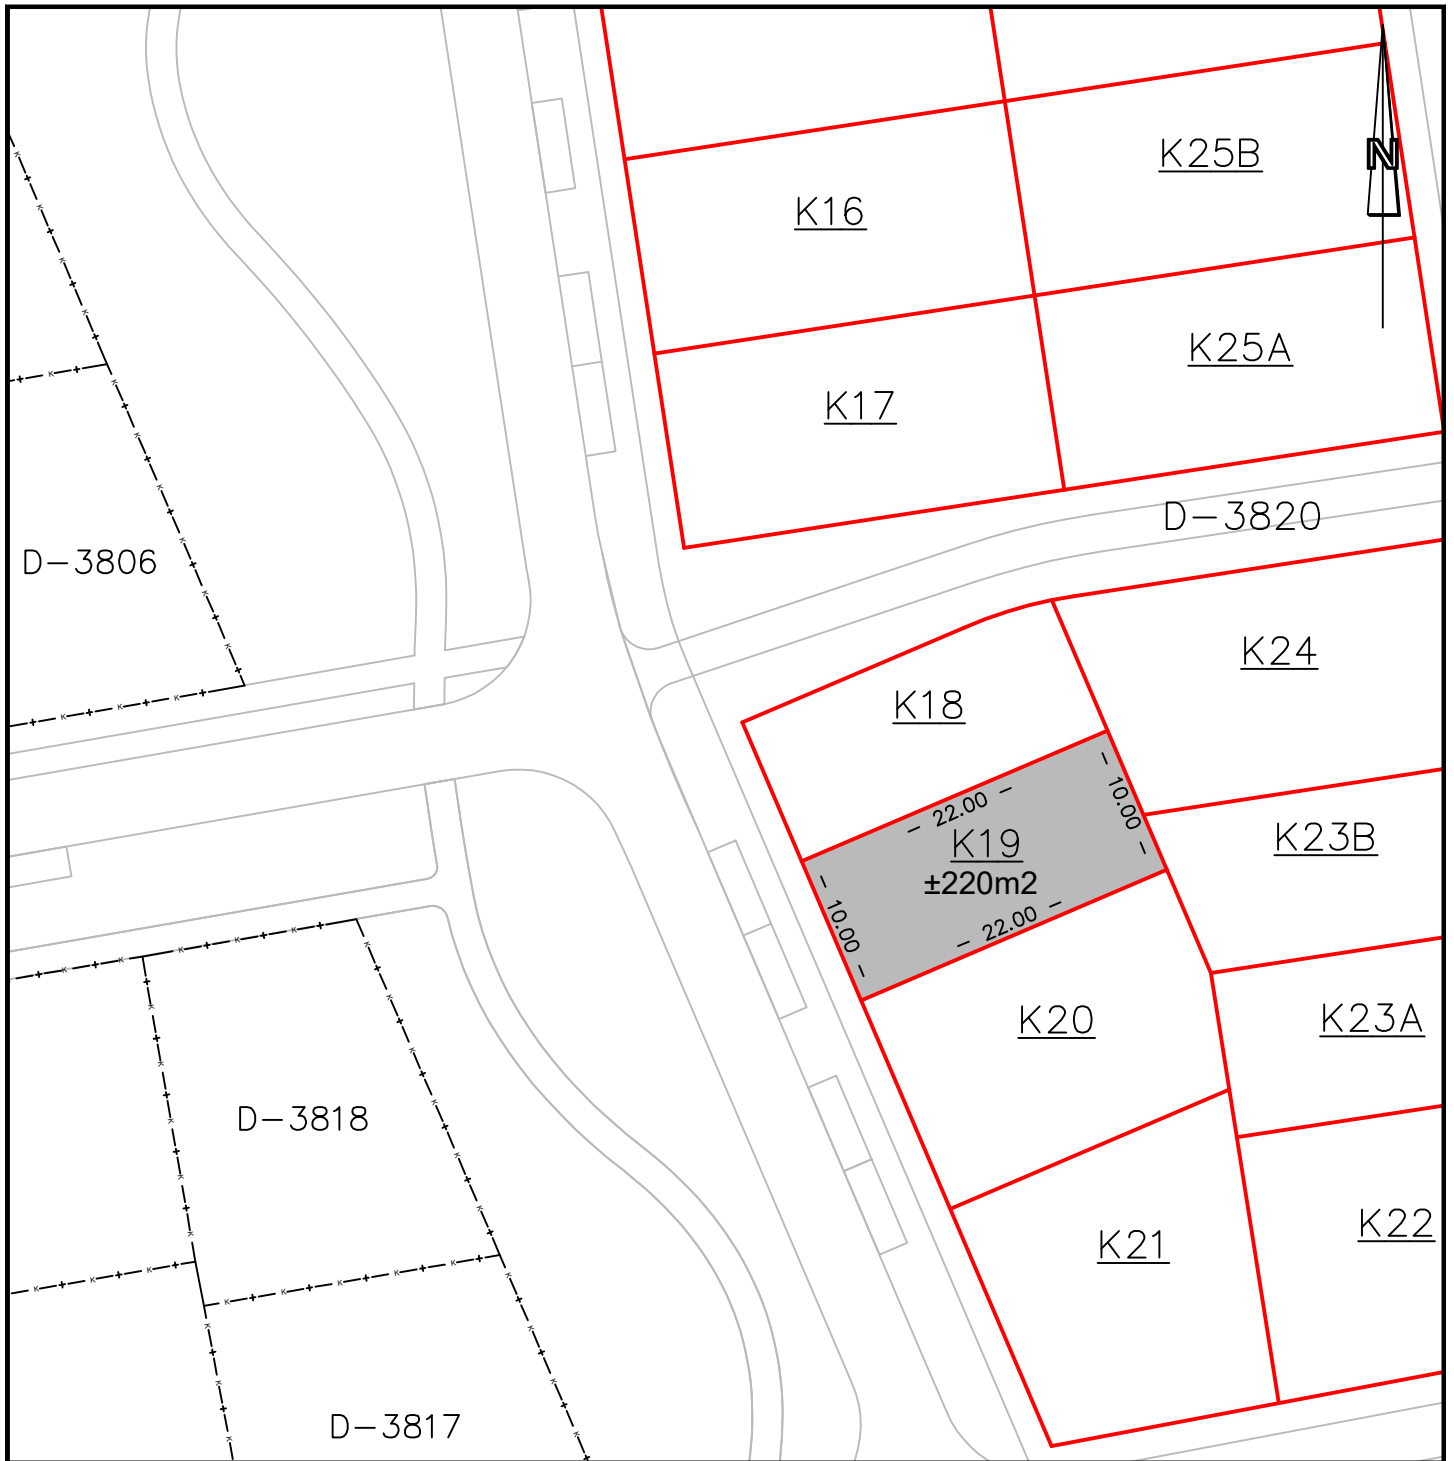 K25B
N
K16
K25A
K17
D-3820
D-3806
K24
K18
- 22.00 -
- 10.00 -
K19
±220m2
K23B
- 10.00 -
- 22.00 -
K20
K23A
D-3818
K21
K22
D-3817